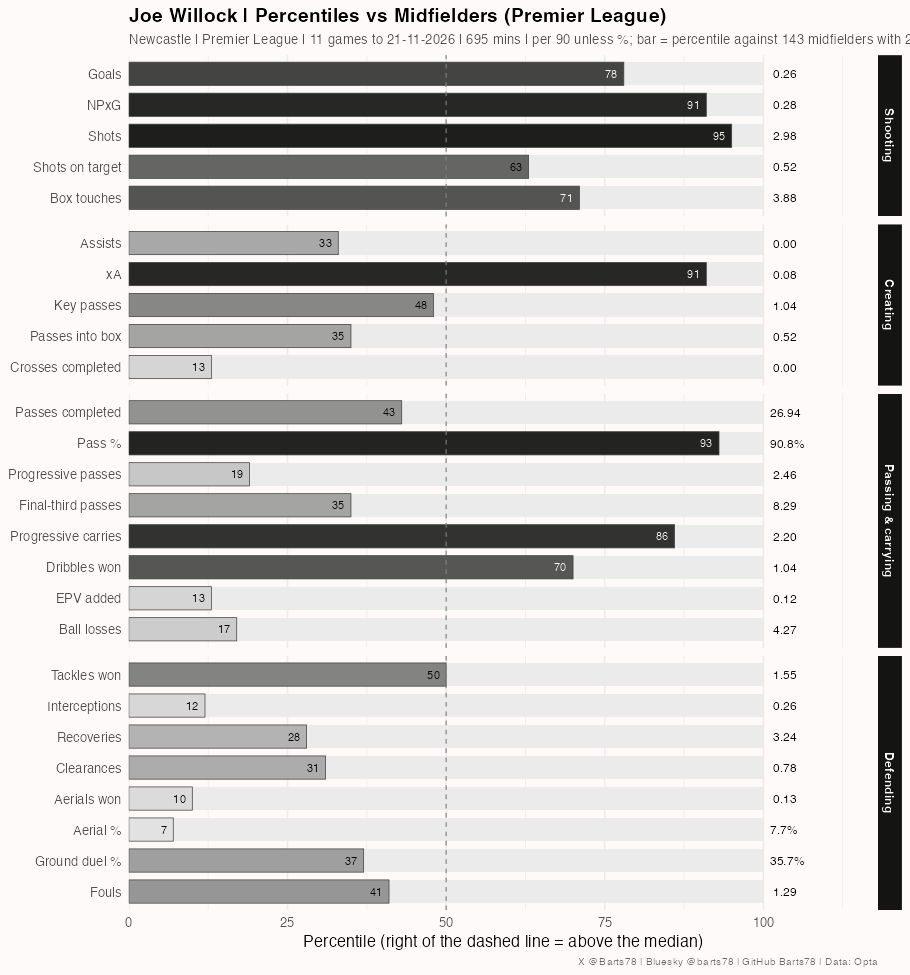 Joe Willock | Percentiles vs Midfielders (Premier League)
Newcastle | Premier League | 11 games to 21-11-2026 | 695 mins | per 90 unless %; bar = percentile against 143 midfielders with 2
Goals 78 0.26
NPxG 91 0.28
Shots 95 2.98
Shots on target 63 0.52
Box touches 71 3.88
Shooting
Assists 33 0.00
xA 91 0.08
Key passes 48 1.04
Passes into box 35 0.52
Crosses completed 13 0.00
Creating
Passes completed 43 26.94
Pass % 93 90.8%
Progressive passes 19 2.46
Final-third passes 35 8.29
Progressive carries 86 2.20
Dribbles won 70 1.04
EPV added 13 0.12
Ball losses 17 4.27
Passing & carrying
Tackles won 50 1.55
Interceptions 12 0.26
Recoveries 28 3.24
Clearances 31 0.78
Aerials won 10 0.13
Aerial % 7 7.7%
Ground duel % 37 35.7%
Fouls 41 1.29
Defending
0 25 50 75 100
Percentile (right of the dashed line = above the median)
X @Barts78 | Bluesky @barts78 | GitHub Barts78 | Data: Opta